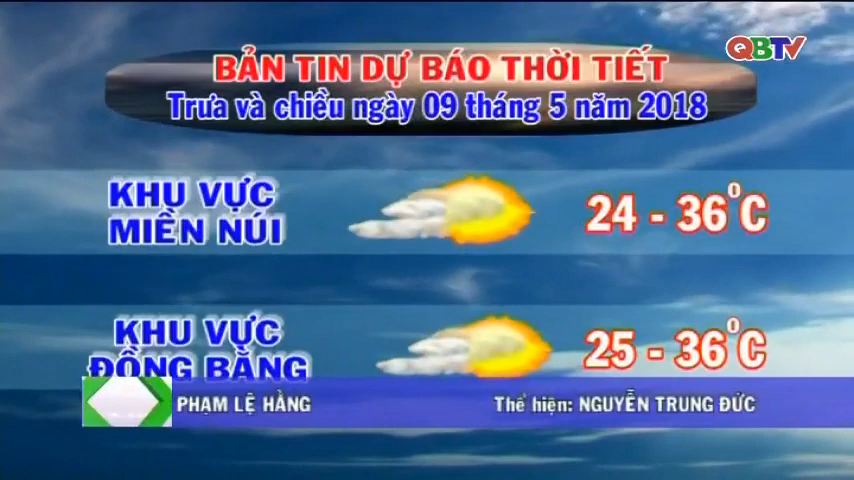 QBTV
BẢN TIN DỰ BÁO THỜI TIẾT
Trưa và chiều ngày 09 tháng 5 năm 2018
KHU VỰC
MIỀN NÚI
24 - 36°C
KHU VỰC
ĐỒNG BẰNG
25 - 36°C
PHẠM LỆ HẰNG
Thể hiện: NGUYỄN TRUNG ĐỨC